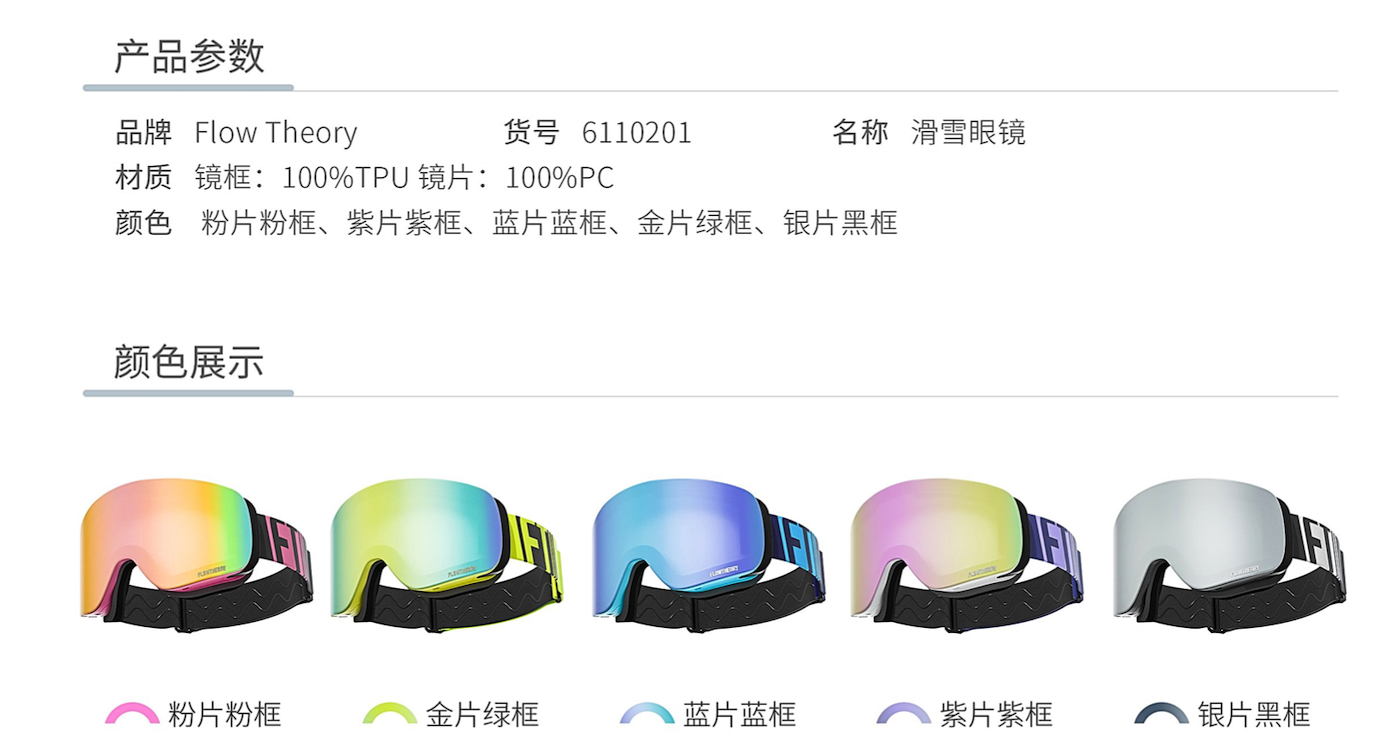 产品参数
品牌 Flow Theory 货号 6110201 名称 滑雪眼镜
材质 镜框：100%TPU 镜片：100%PC
颜色 粉片粉框、紫片紫框、蓝片蓝框、金片绿框、银片黑框
颜色展示
粉片粉框 金片绿框 蓝片蓝框 紫片紫框 银片黑框